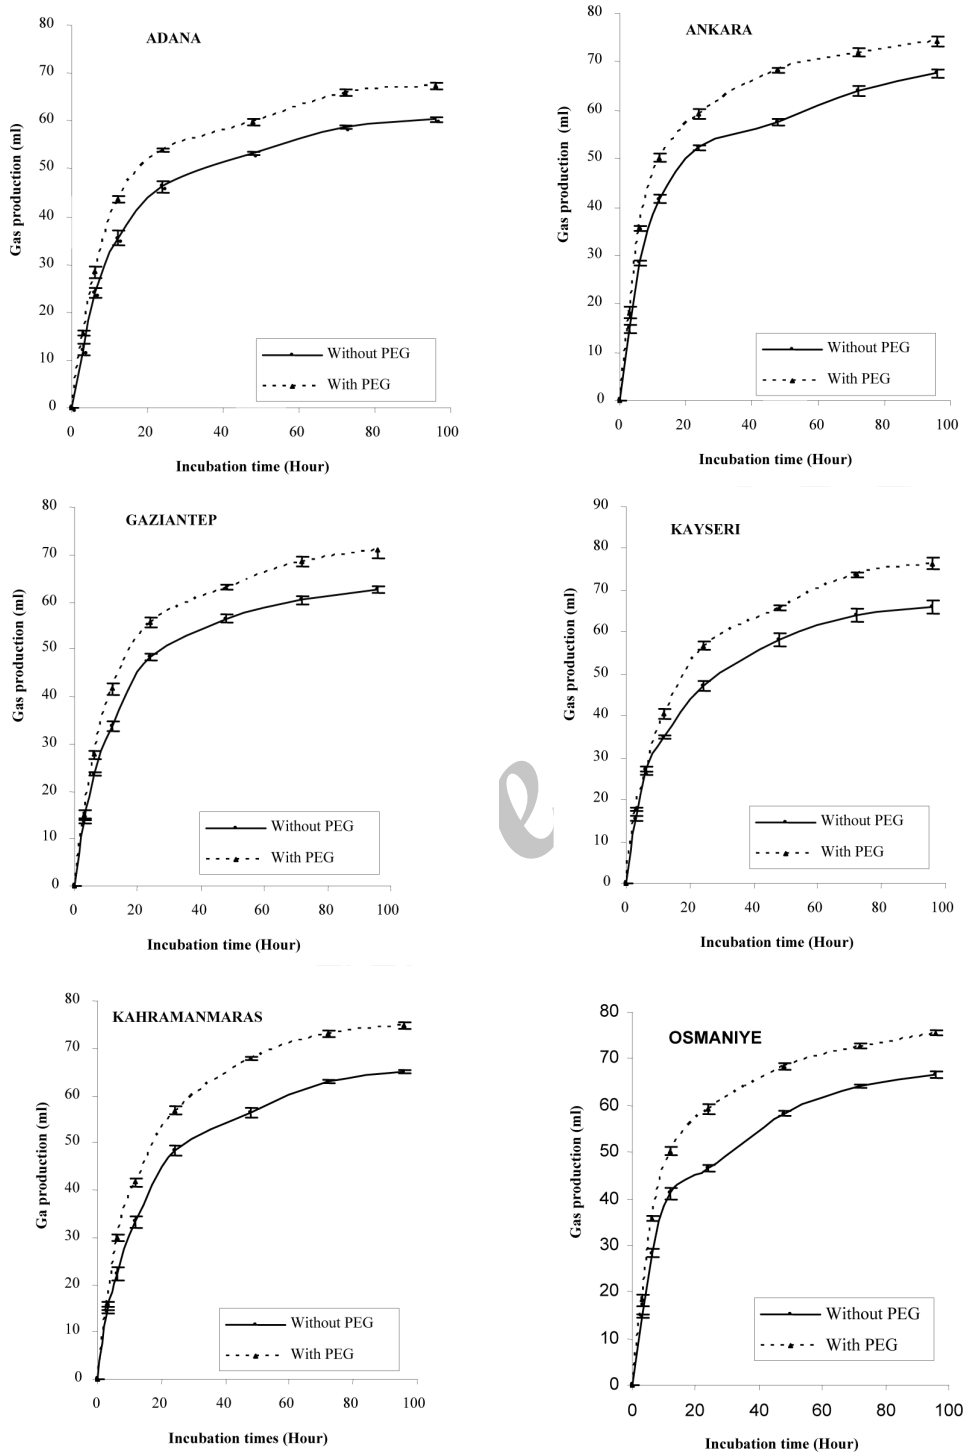 ADANA
80
70
60
50
40
30
20
10
0
Gas production (ml)
Without PEG
With PEG
0 20 40 60 80 100
Incubation time (Hour)
ANKARA
80
70
60
50
40
30
20
10
0
Gas production (ml)
Without PEG
With PEG
0 20 40 60 80 100
Incubation time (Hour)
GAZIANTEP
80
70
60
50
40
30
20
10
0
Gas production (ml)
Without PEG
With PEG
0 20 40 60 80 100
Incubation time (Hour)
KAYSERI
90
80
70
60
50
40
30
20
10
0
Gas production (ml)
Without PEG
With PEG
0 20 40 60 80 100
Incubation time (Hour)
e
KAHRAMANMARAS
80
70
60
50
40
30
20
10
0
Ga production (ml)
Without PEG
With PEG
0 20 40 60 80 100
Incubation times (Hour)
OSMANIYE
80
70
60
50
40
30
20
10
0
Gas production (ml)
Without PEG
With PEG
0 20 40 60 80 100
Incubation time (Hour)